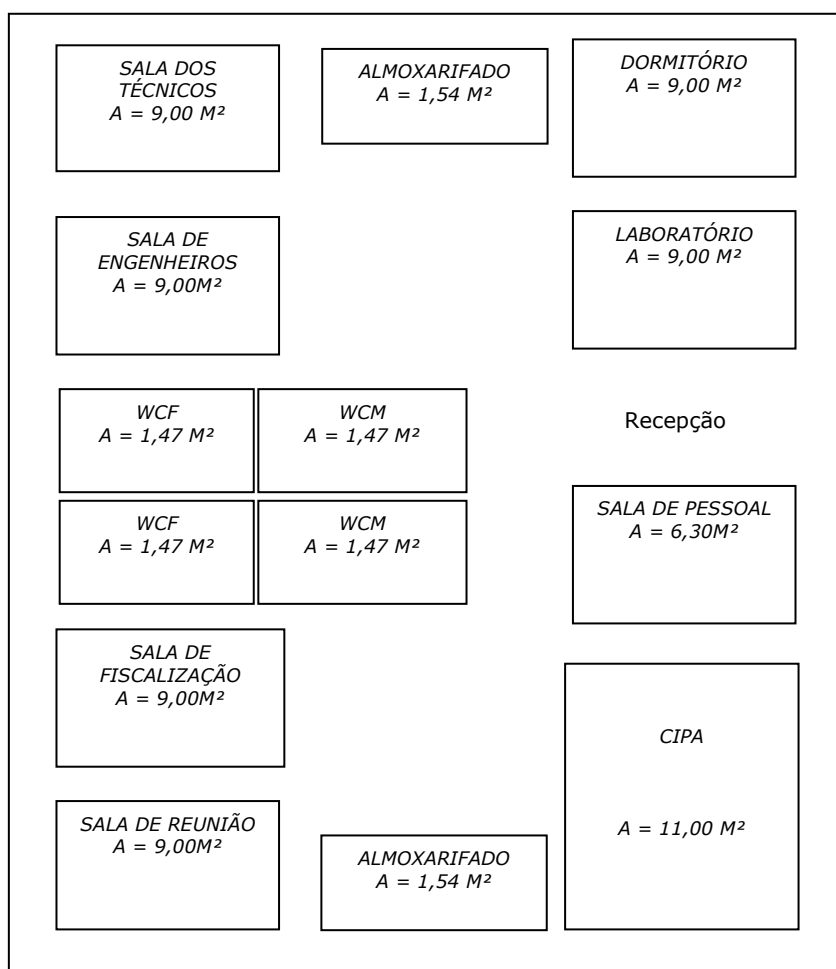 SALA DOS
TÉCNICOS
A = 9,00 M²
ALMOXARIFADO
A = 1,54 M²
DORMITÓRIO
A = 9,00 M²
SALA DE
ENGENHEIROS
A = 9,00M²
LABORATÓRIO
A = 9,00 M²
WCF
A = 1,47 M²
WCM
A = 1,47 M²
Recepção
WCF
A = 1,47 M²
WCM
A = 1,47 M²
SALA DE PESSOAL
A = 6,30M²
SALA DE
FISCALIZAÇÃO
A = 9,00M²
CIPA
A = 11,00 M²
SALA DE REUNIÃO
A = 9,00M²
ALMOXARIFADO
A = 1,54 M²